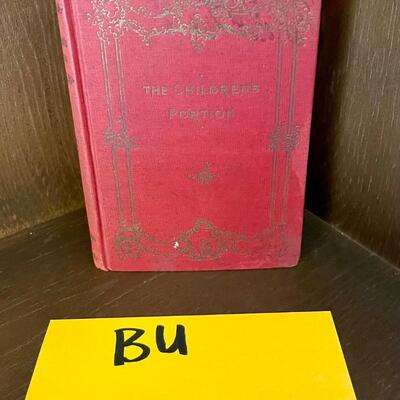 THE CHILDREN'S
PORTION
BU